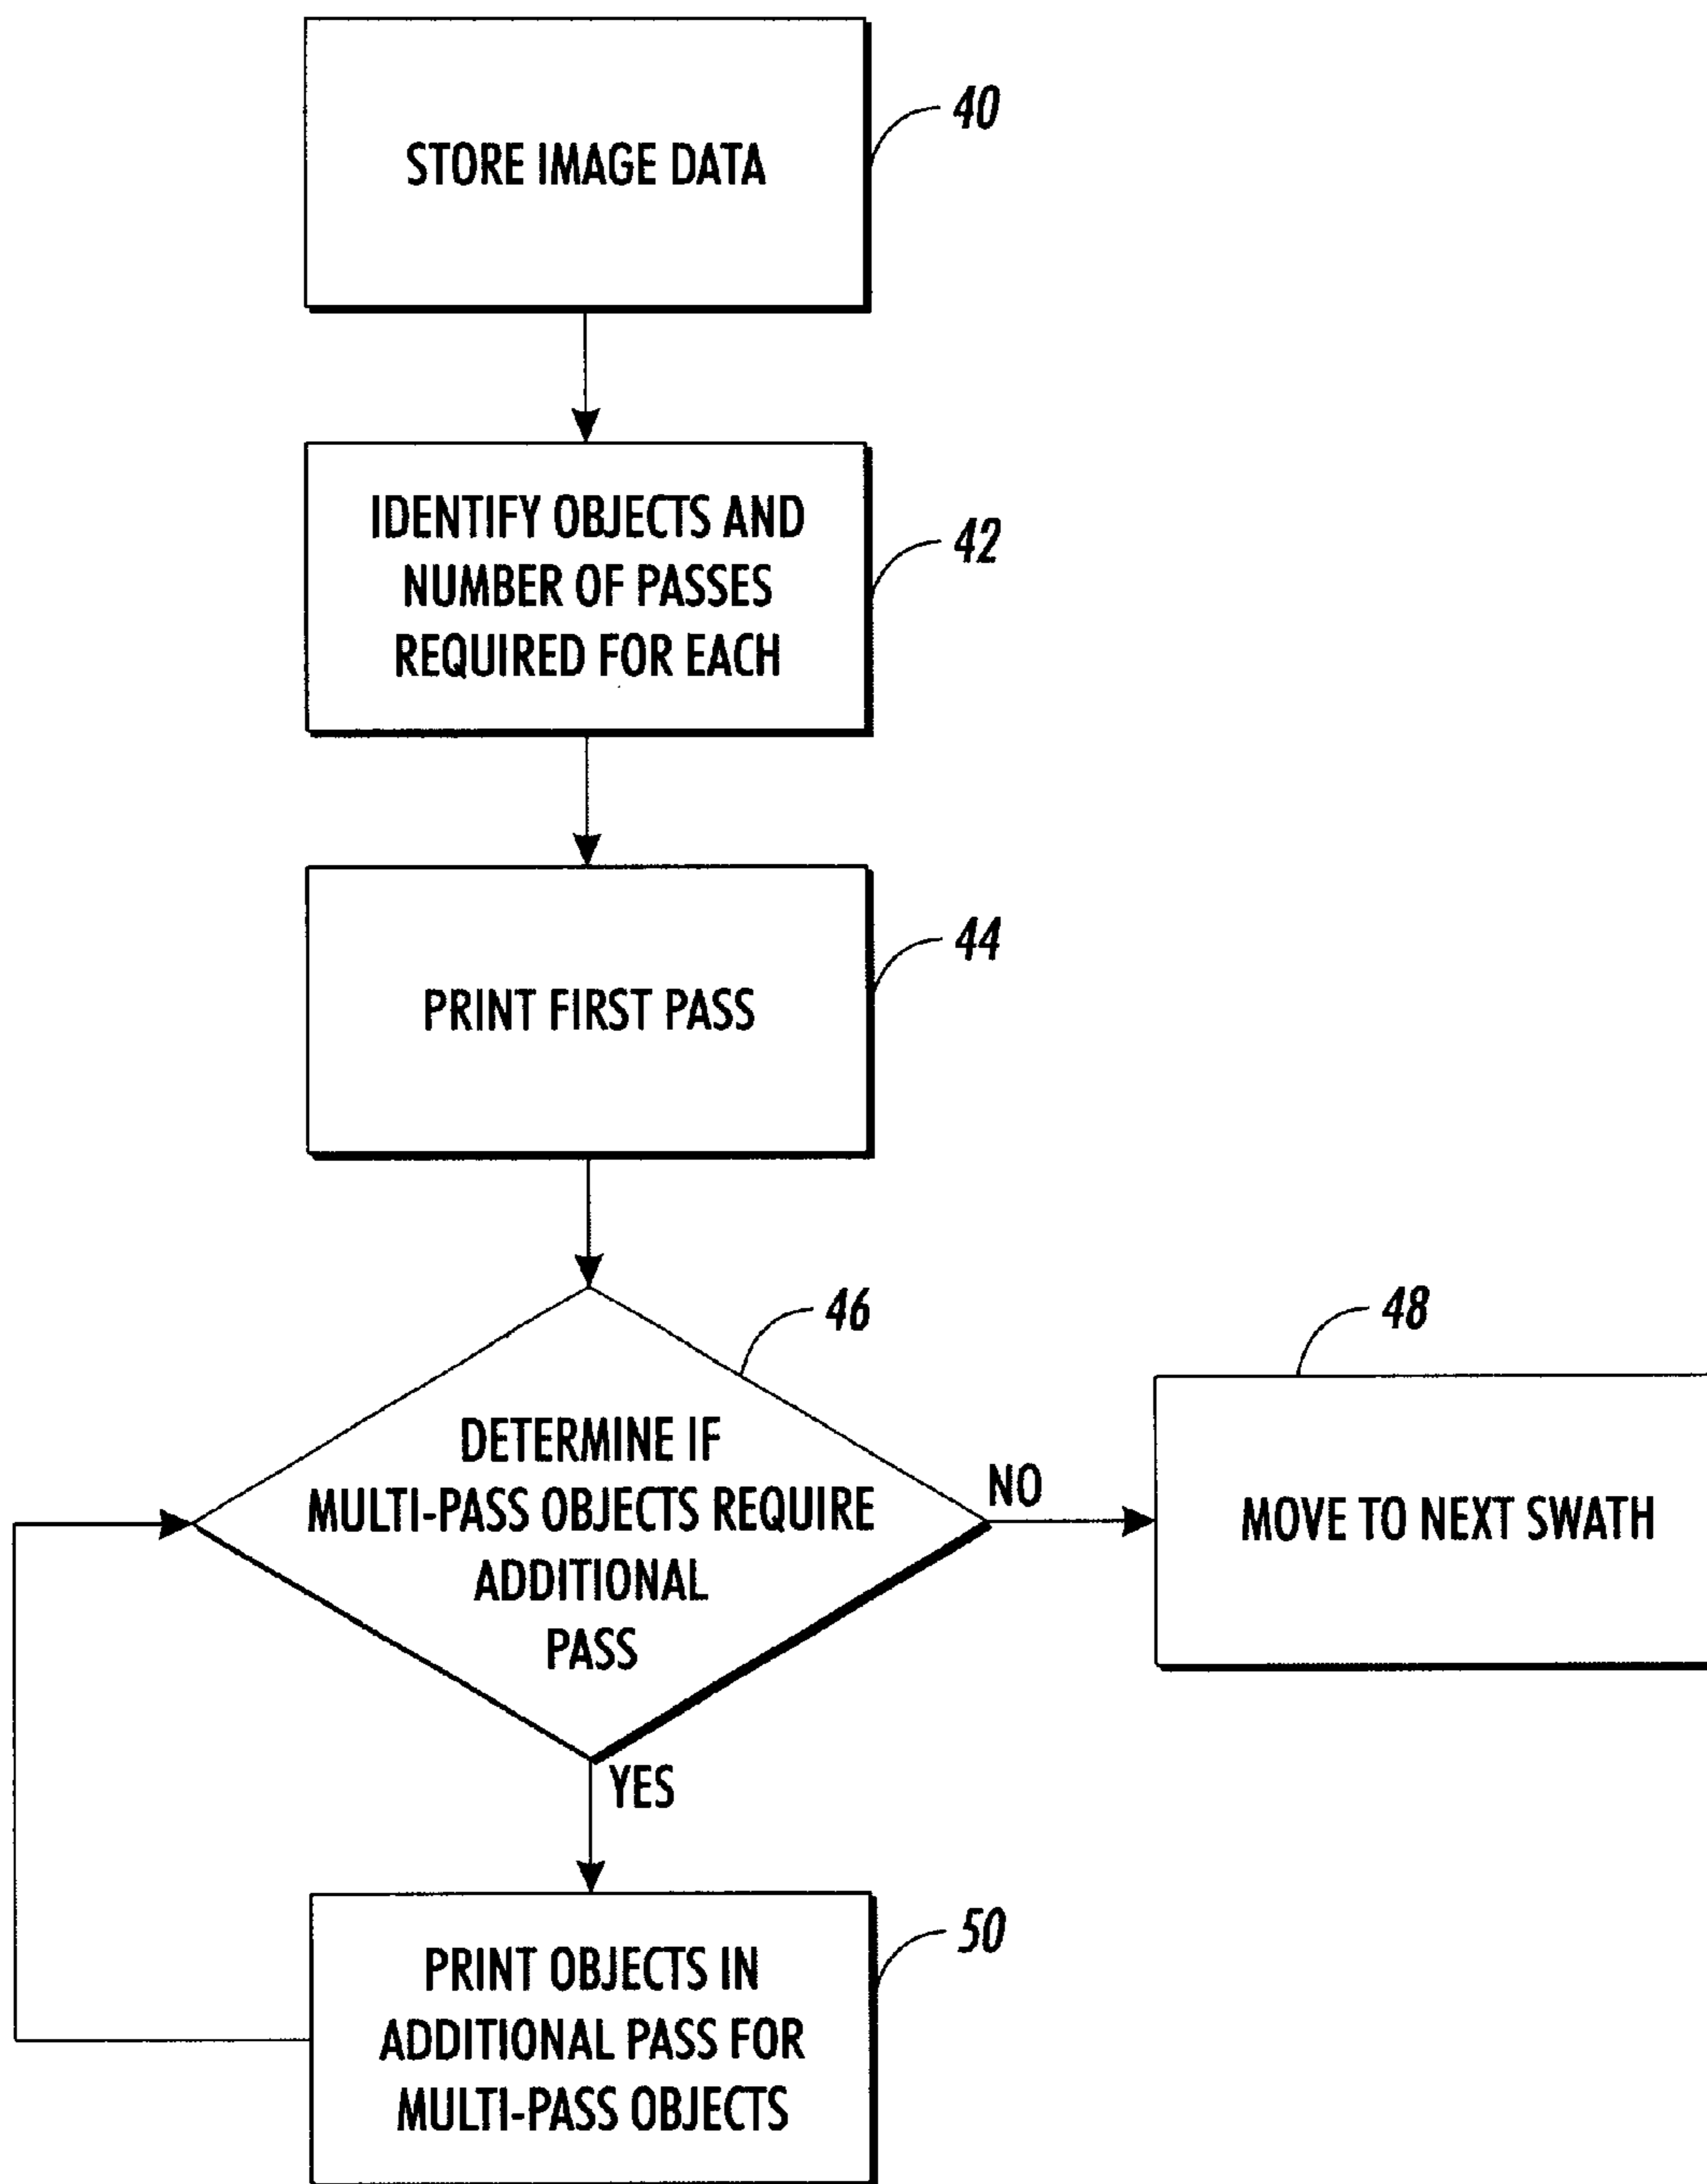 STORE IMAGE DATA
40
IDENTIFY OBJECTS AND
NUMBER OF PASSES
REQUIRED FOR EACH
42
PRINT FIRST PASS
44
46
DETERMINE IF
MULTI-PASS OBJECTS REQUIRE
ADDITIONAL
PASS
NO
48
MOVE TO NEXT SWATH
YES
PRINT OBJECTS IN
ADDITIONAL PASS FOR
MULTI-PASS OBJECTS
50